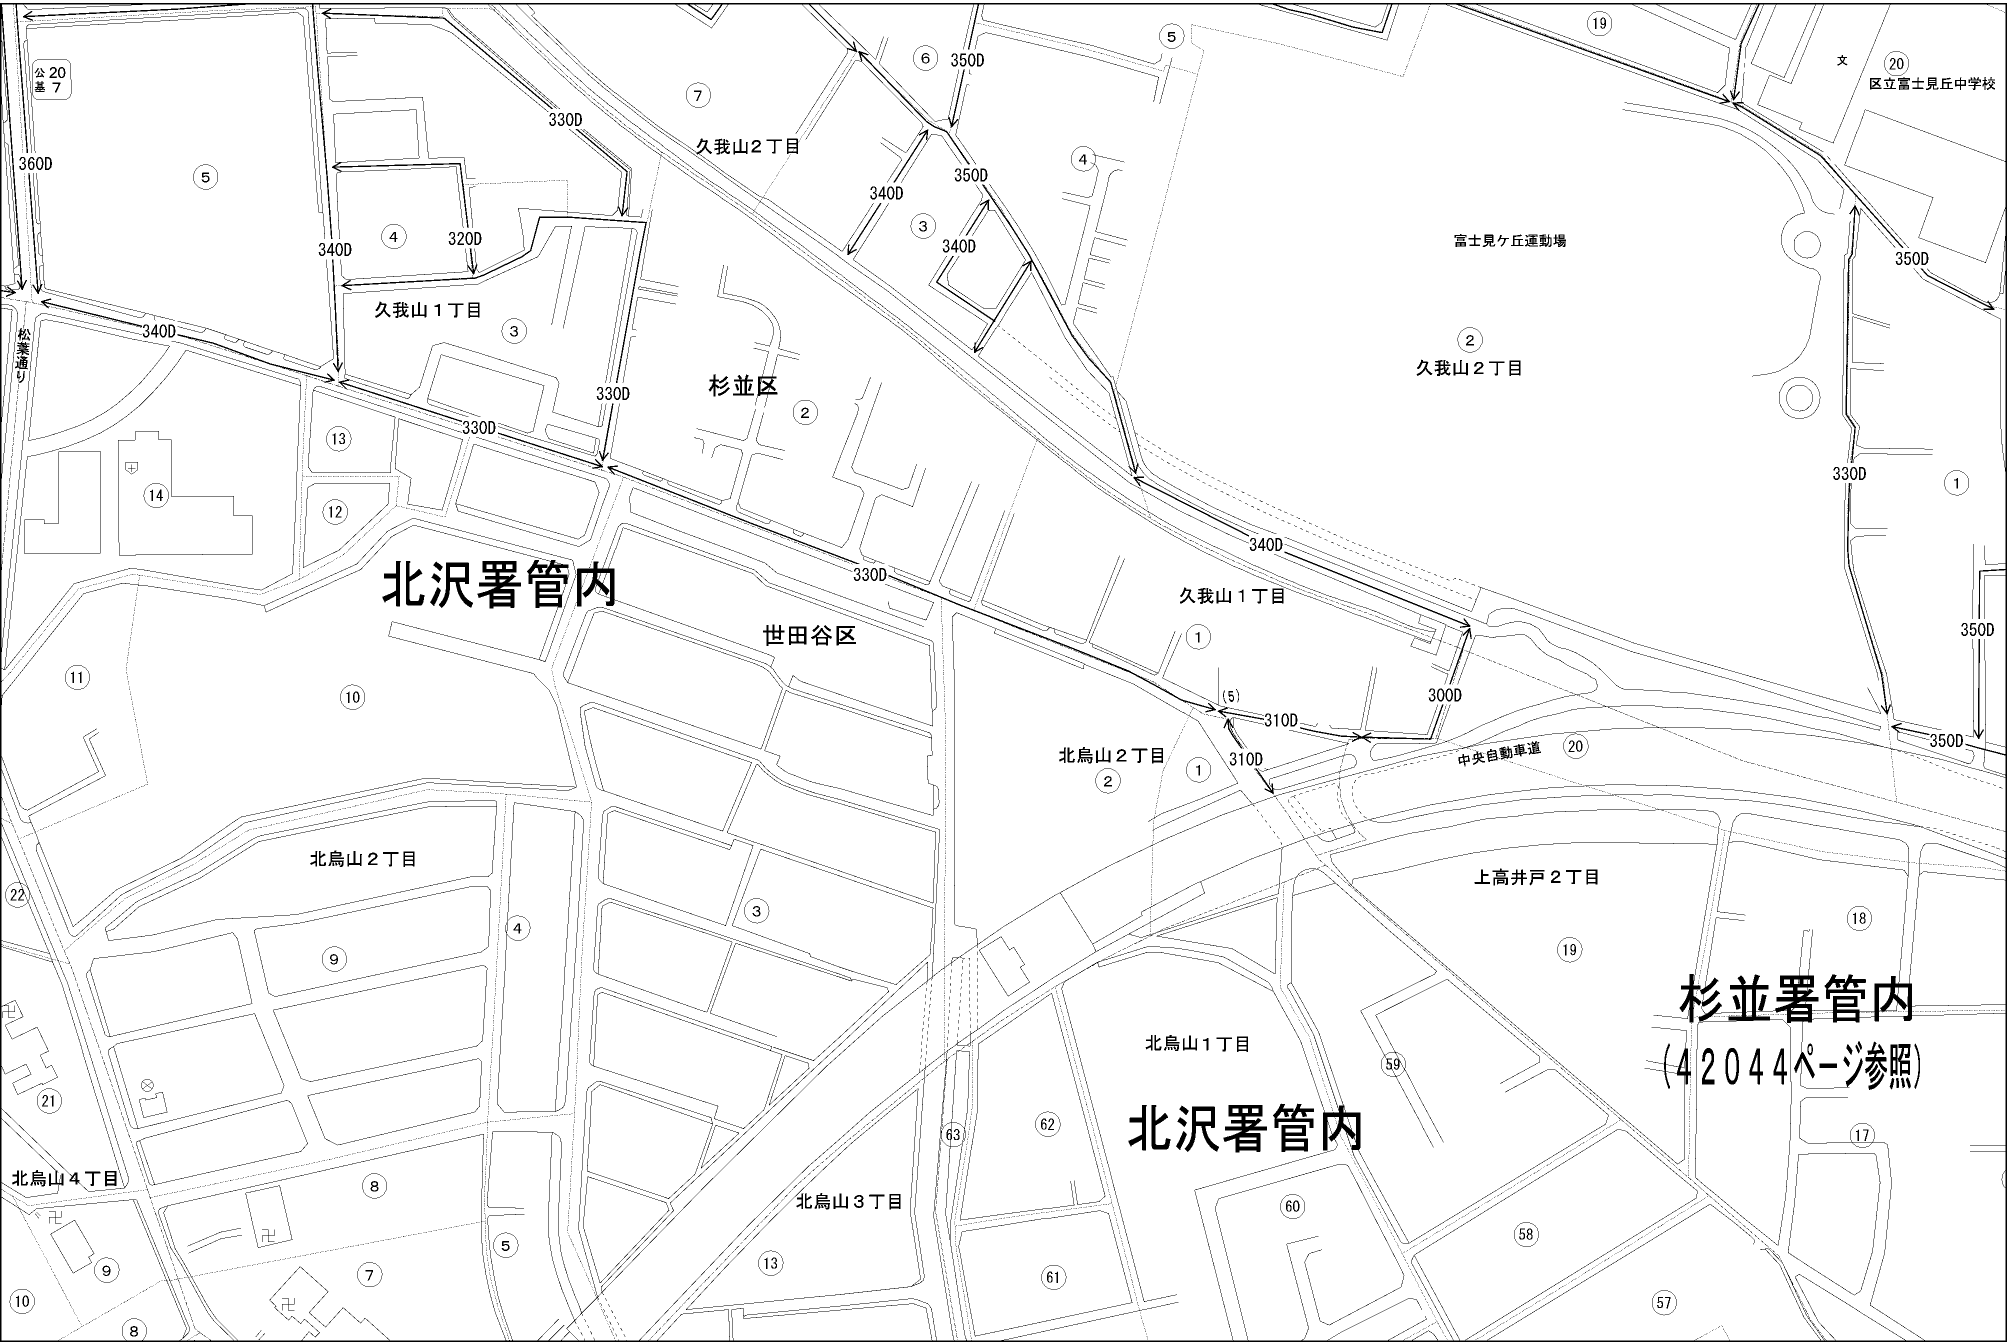 19
5
6
350D
文
20
区立富士見丘中学校
公 20
基 7
7
330D
久我山２丁目
360D
5
4
350D
340D
340D
4
320D
3
340D
富士見ケ丘運動場
350D
久我山１丁目
340D
松葉通り
3
2
久我山２丁目
杉並区
330D
2
330D
13
330D
1
14
12
340D
330D
北沢署管内
久我山１丁目
世田谷区
1
350D
11
10
(5)
300D
310D
350D
北烏山２丁目
310D
中央自動車道
20
2
1
北烏山２丁目
上高井戸２丁目
22
3
18
4
9
19
杉並署管内
(４２０４４ページ参照)
北烏山１丁目
59
21
62
63
北沢署管内
17
北烏山４丁目
8
北烏山３丁目
60
58
5
9
7
13
61
10
8
57